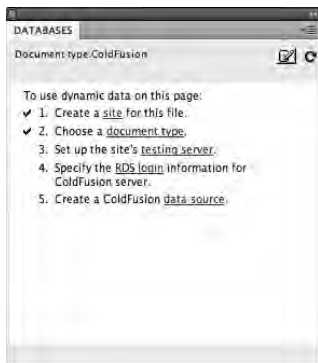 DATABASES
Document type:ColdFusion
To use dynamic data on this page:
✔ 1. Create a site for this file.
✔ 2. Choose a document type.
3. Set up the site's testing server.
4. Specify the RDS login information for
ColdFusion server.
5. Create a ColdFusion data source.